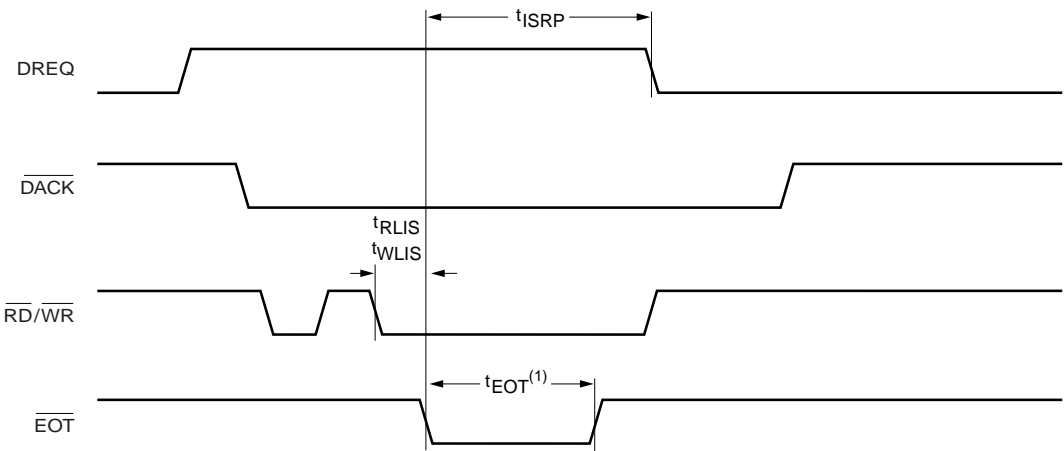 tISRP
DREQ
DACK
tRLIS
tWLIS
RD/WR
tEOT(1)
EOT